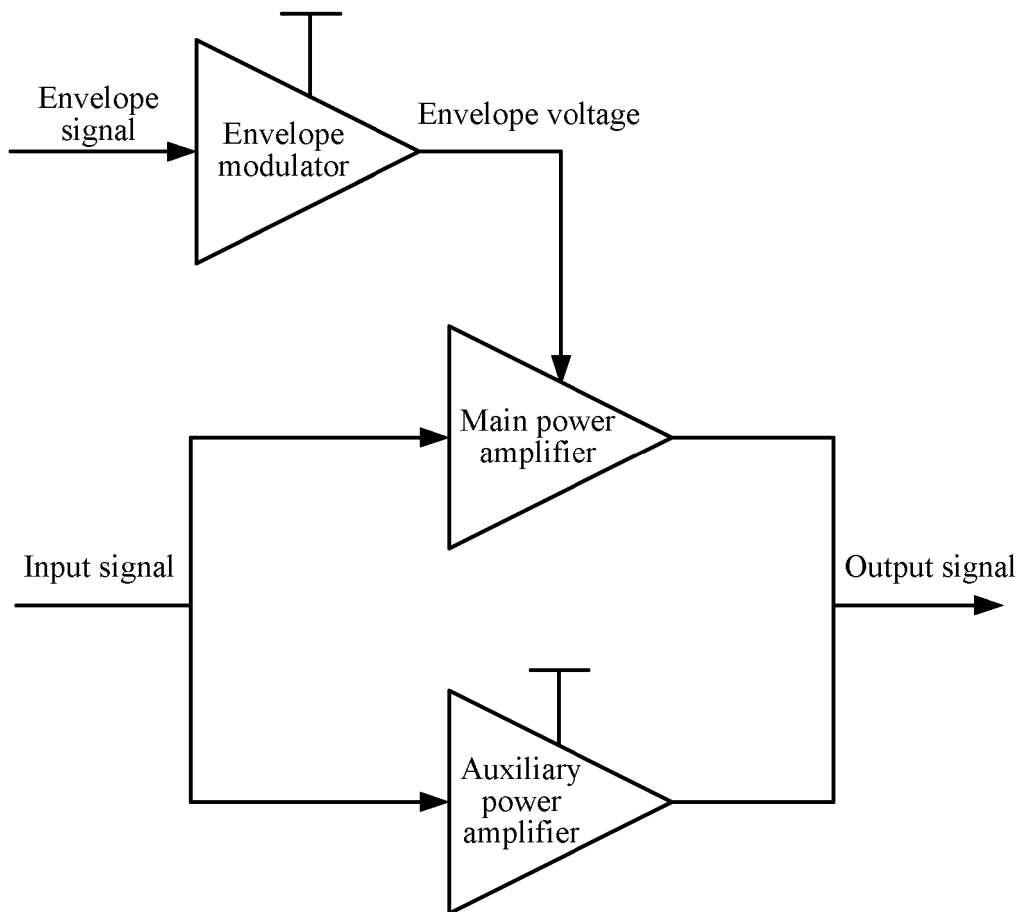 Envelope
signal
Envelope
modulator
Envelope voltage
Main power
amplifier
Input signal
Output signal
Auxiliary
power
amplifier